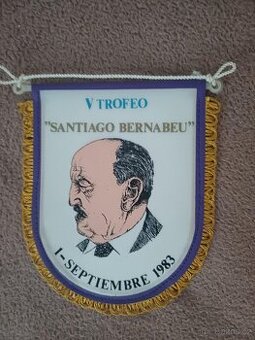 V TROFEO
"SANTIAGO BERNABEU"
1-SEPTIEMBRE 1983